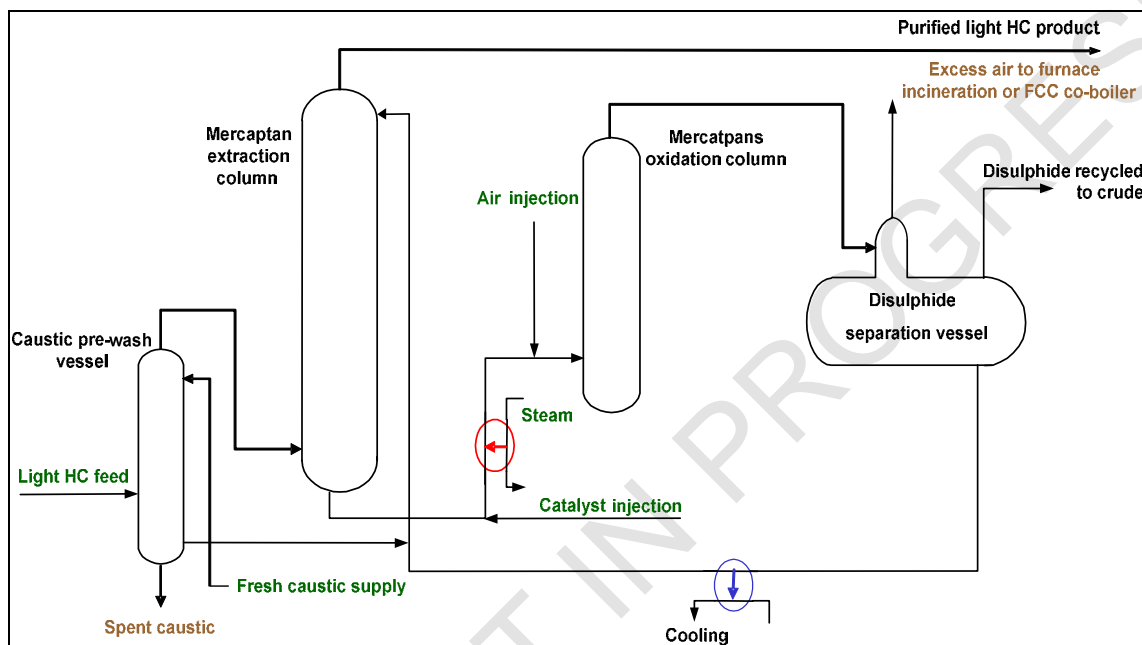 Purified light HC product
Excess air to furnace
incineration or FCC co-boiler
Mercaptan
extraction
column
Mercatpans
oxidation column
Disulphide recycled
to crude
Air injection
Disulphide
separation vessel
Caustic pre-wash
vessel
Steam
Light HC feed
Catalyst injection
Fresh caustic supply
Spent caustic
Cooling
T IN PROGRES